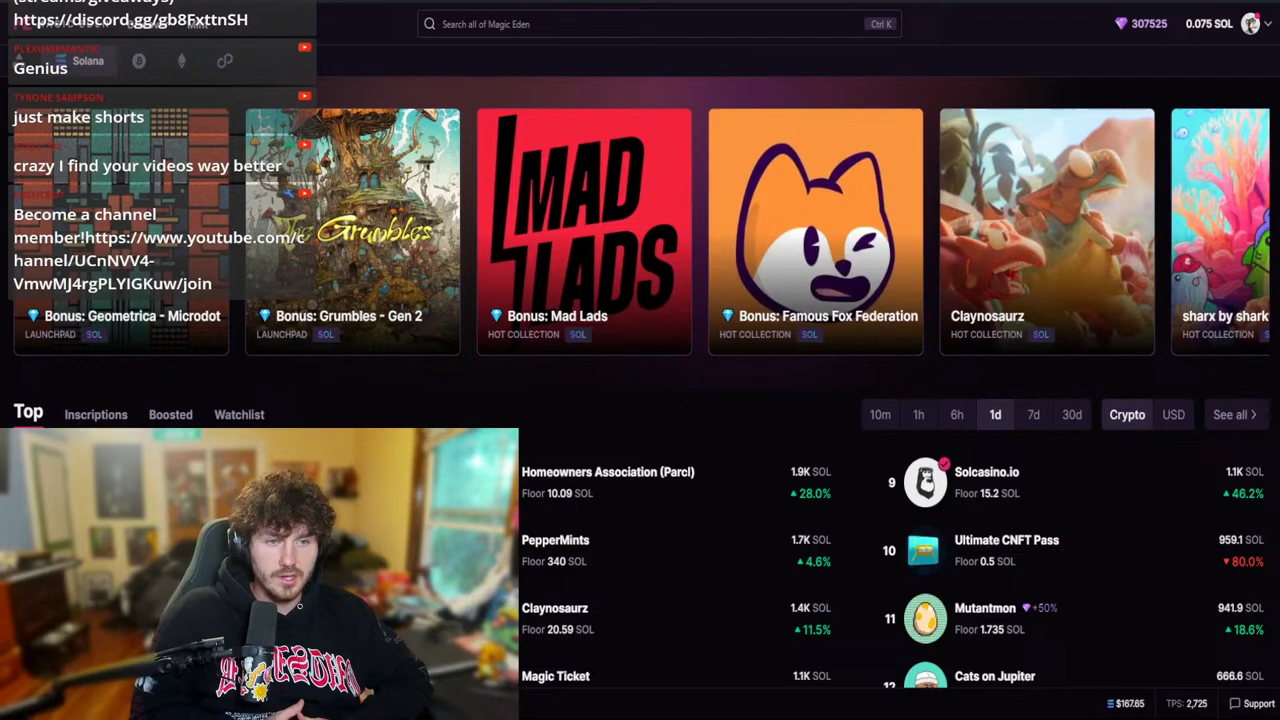 (streams/giveaways)
https://discord.gg/gb8FxttnSH
PLEXUSSEMANTIC
Genius
TYRONE SAMPSON
just make shorts
crazy I find your videos way better
Become a channel
member!https://www.youtube.com/c
hannel/UCnNVV4-
VmwMJ4rgPLYIGKuw/join
Search all of Magic Eden
Ctrl K
307525
0.075 SOL
Solana
The Grumbles
MAD
LADS
Bonus: Geometrica - Microdot
LAUNCHPAD SOL
Bonus: Grumbles - Gen 2
LAUNCHPAD SOL
Bonus: Mad Lads
HOT COLLECTION SOL
Bonus: Famous Fox Federation
HOT COLLECTION SOL
Claynosaurz
HOT COLLECTION SOL
sharx by shark
HOT COLLECTION
Top Inscriptions Boosted Watchlist
10m 1h 6h 1d 7d 30d Crypto USD See all
Homeowners Association (Parcl) 1.9K SOL
Floor 10.09 SOL 28.0%
PepperMints 1.7K SOL
Floor 340 SOL 4.6%
Claynosaurz 1.4K SOL
Floor 20.59 SOL 11.5%
Magic Ticket 1.1K SOL
9 Solcasino.io 1.1K SOL
Floor 15.2 SOL 46.2%
10 Ultimate CNFT Pass 959.1 SOL
Floor 0.5 SOL 80.0%
11 Mutantmon +50% 941.9 SOL
Floor 1.735 SOL 18.6%
12 Cats on Jupiter 666.6 SOL
$167.65 TPS: 2,725 Support